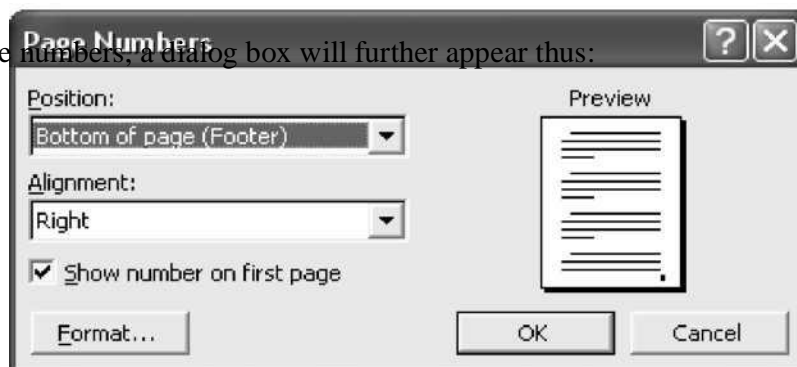 Page Numbers
e numbers, a dialog box will further appear thus:
Position:
Preview
Bottom of page (Footer)
Alignment:
Right
Show number on first page
Format...
OK
Cancel